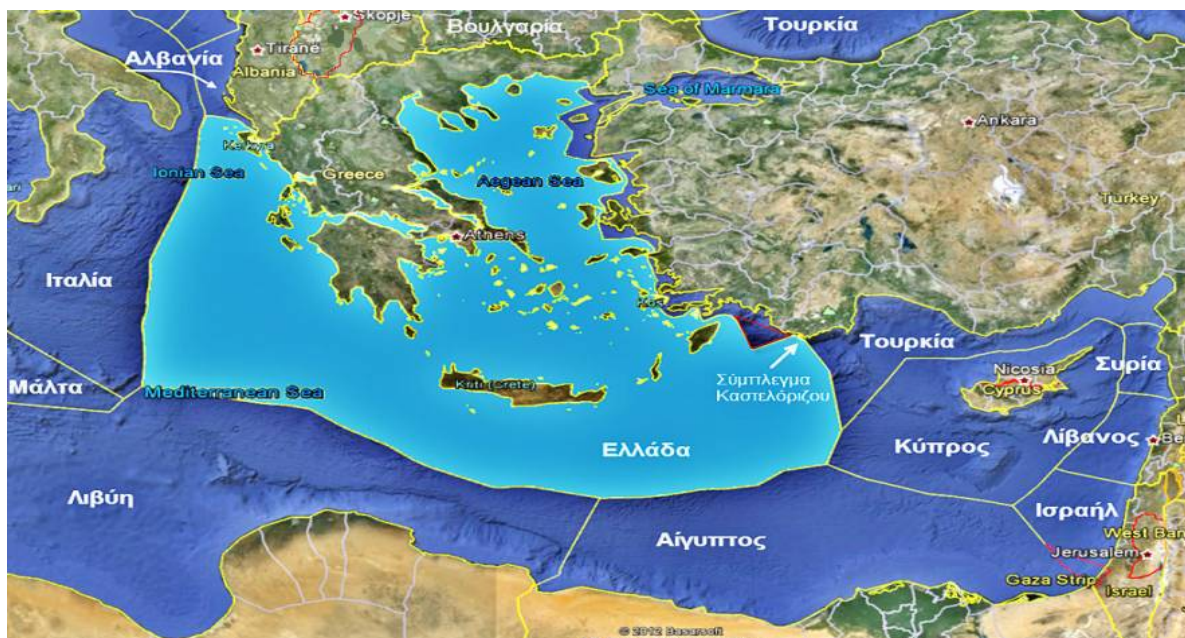 Skopje
Βουλγαρία
Τουρκία
Tirane
Αλβανία
Albania
Sea of Marmara
Ankara
Kerkyra
Ionian Sea
Greece
Aegean Sea
Turkey
Athens
Ιταλία
Kos
Τουρκία
Συρία
Nicosia
Cyprus
Σύμπλεγμα
Καστελόριζου
Μάλτα
Mediterranean Sea
Kriti (Crete)
Ελλάδα
Κύπρος
Λίβανος
Be
Λιβύη
Ισραήλ
Αίγυπτος
West Ban
Jerusalem
Gaza Strip
Israel
© 2012 Basarsoft